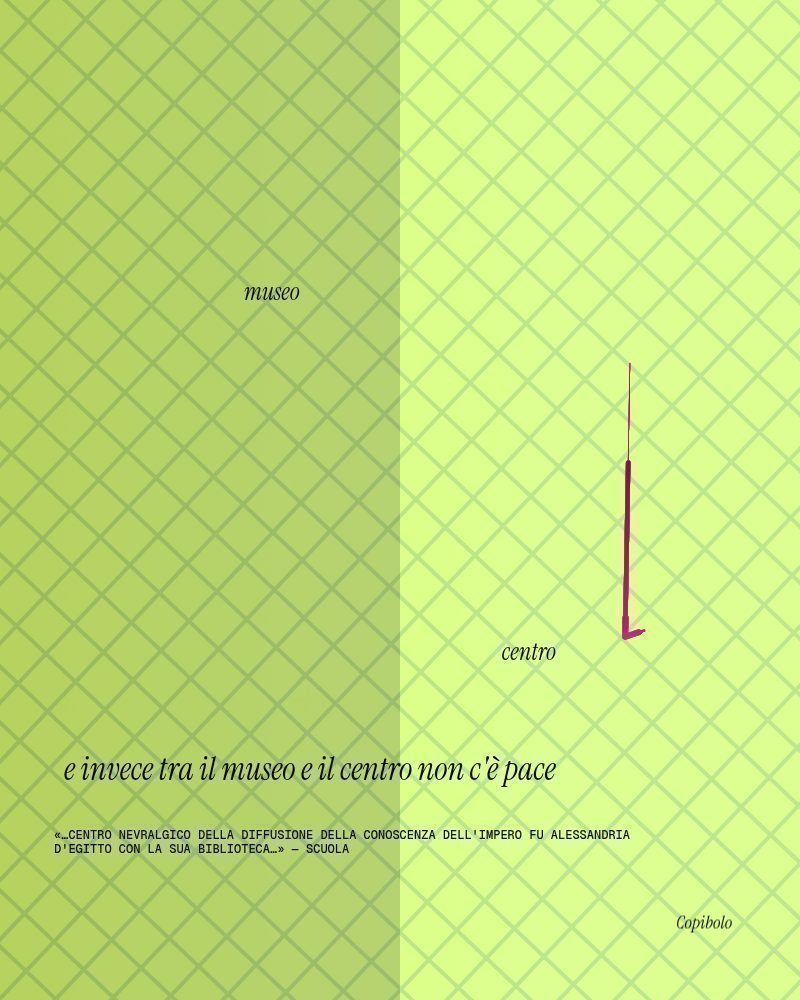 museo
centro
e invece tra il museo e il centro non c'è pace
«…CENTRO NEVRALGICO DELLA DIFFUSIONE DELLA CONOSCENZA DELL'IMPERO FU ALESSANDRIA
D'EGITTO CON LA SUA BIBLIOTECA…» — SCUOLA
Copibolo